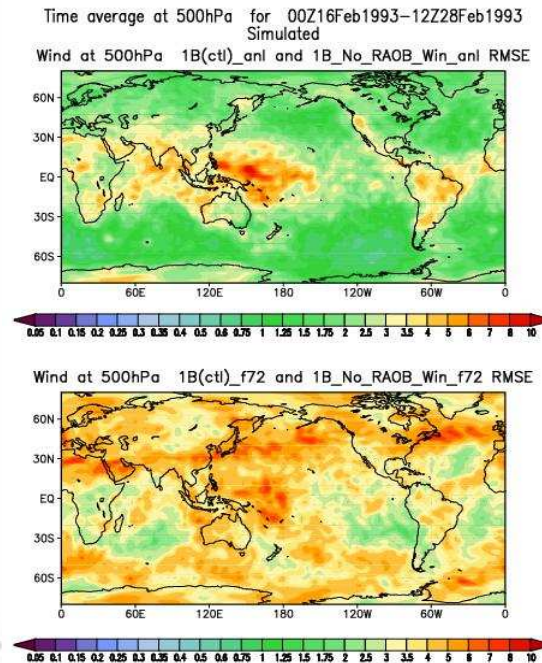 Time average at 500hPa for 00Z16Feb1993-12Z28Feb1993
Simulated
Wind at 500hPa 1B(ctl)_anl and 1B_No_RAOB_Win_anl RMSE
60N
30N
EQ
30S
60S
0 60E 120E 180 120W 60W 0
0.05 0.1 0.15 0.2 0.25 0.3 0.35 0.4 0.5 0.6 0.75 1 1.25 1.5 1.75 2 2.5 3 3.5 4 5 6 7 8 10
Wind at 500hPa 1B(ctl)_f72 and 1B_No_RAOB_Win_f72 RMSE
60N
30N
EQ
30S
60S
0 60E 120E 180 120W 60W 0
0.05 0.1 0.15 0.2 0.25 0.3 0.35 0.4 0.5 0.6 0.75 1 1.25 1.5 1.75 2 2.5 3 3.5 4 5 6 7 8 10